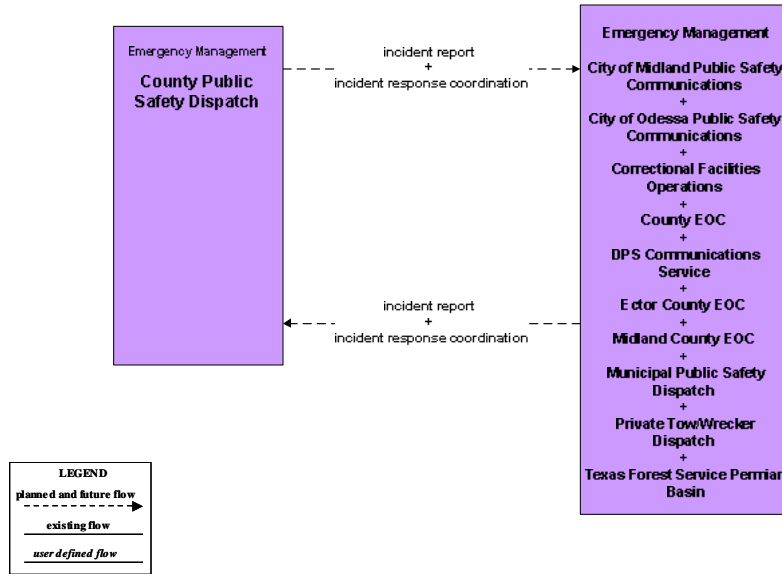 Emergency Management
County Public
Safety Dispatch
incident report
+
incident response coordination
incident report
+
incident response coordination
Emergency Management
City of Midland Public Safety
Communications
+
City of Odessa Public Safety
Communications
+
Correctional Facilities
Operations
+
County EOC
+
DPS Communications
Service
+
Ector County EOC
+
Midland County EOC
+
Municipal Public Safety
Dispatch
+
Private Tow/Wrecker
Dispatch
+
Texas Forest Service Permian
Basin
LEGEND
planned and future flow
existing flow
user defined flow